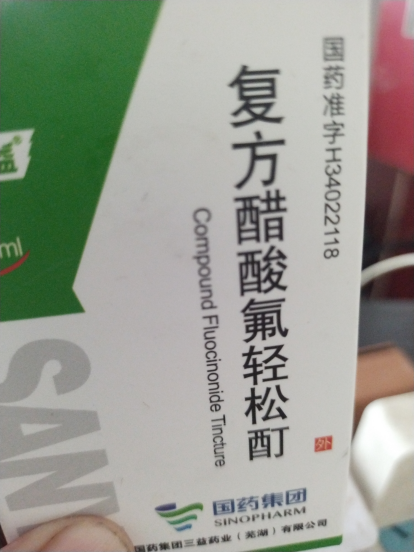 国药准字H34022118
复方醋酸氟轻松酊
Compound Fluocinonide Tincture
外
ml
SAN
国药集团
SINOPHARM
国药集团三益药业（芜湖）有限公司